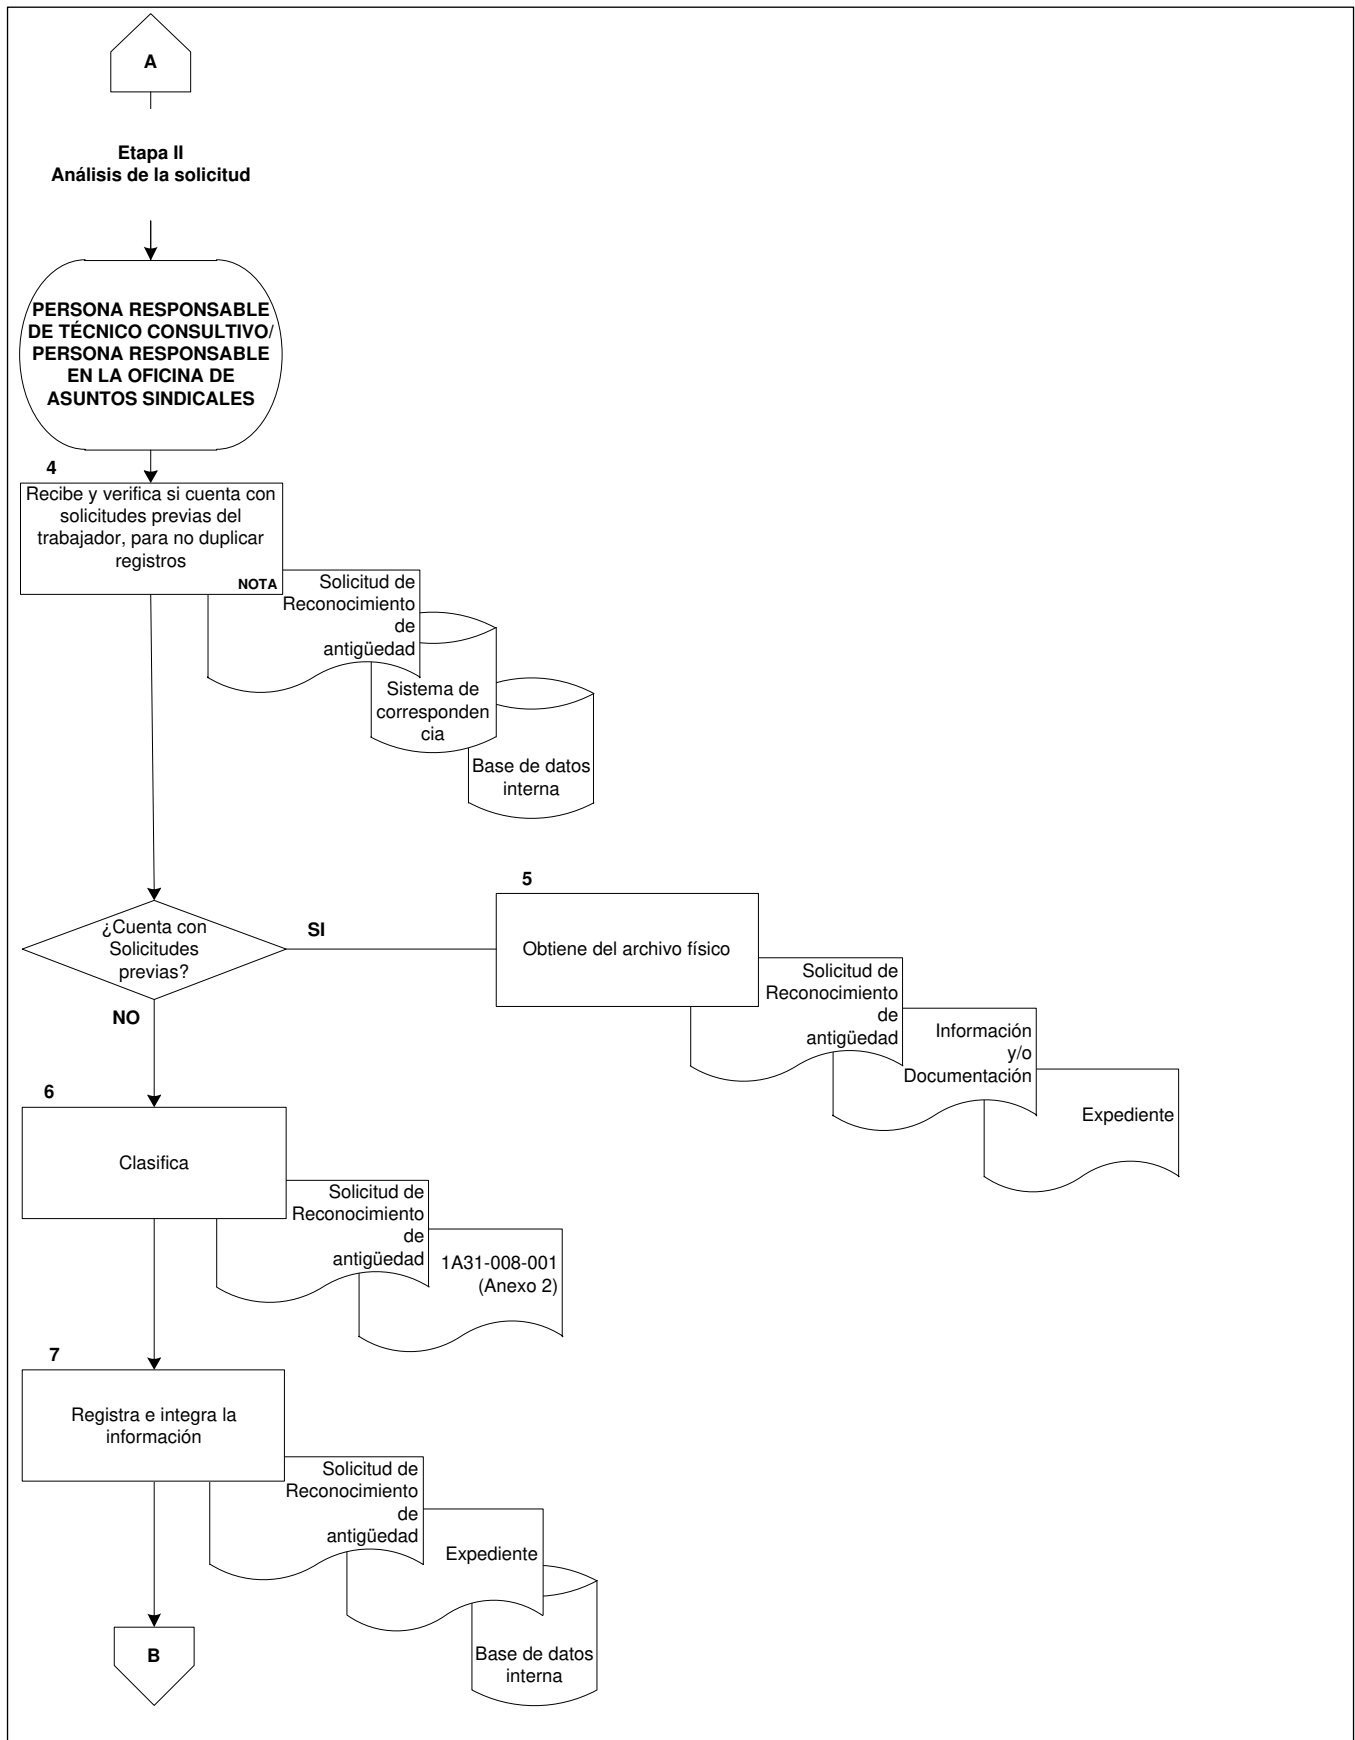 A
Etapa II
Análisis de la solicitud
PERSONA RESPONSABLE
DE TÉCNICO CONSULTIVO/
PERSONA RESPONSABLE
EN LA OFICINA DE
ASUNTOS SINDICALES
4
Recibe y verifica si cuenta con
solicitudes previas del
trabajador, para no duplicar
registros
NOTA
Solicitud de
Reconocimiento
de
antigüedad
Sistema de
corresponden
cia
Base de datos
interna
¿Cuenta con
Solicitudes
previas?
SI
5
Obtiene del archivo físico
Solicitud de
Reconocimiento
de
antigüedad
Información
y/o
Documentación
Expediente
NO
6
Clasifica
Solicitud de
Reconocimiento
de
antigüedad
1A31-008-001
(Anexo 2)
7
Registra e integra la
información
Solicitud de
Reconocimiento
de
antigüedad
Expediente
Base de datos
interna
B